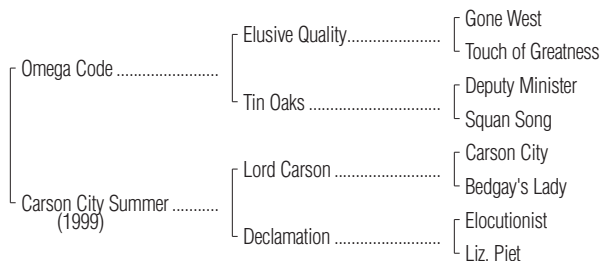 Gone West
Elusive Quality.....................
Touch of Greatness
Omega Code .......................
Deputy Minister
Tin Oaks ..............................
Squan Song
Carson City
Lord Carson ........................
Bedgay's Lady
Carson City Summer ...........
(1999)
Elocutionist
Declamation ........................
Liz. Piet